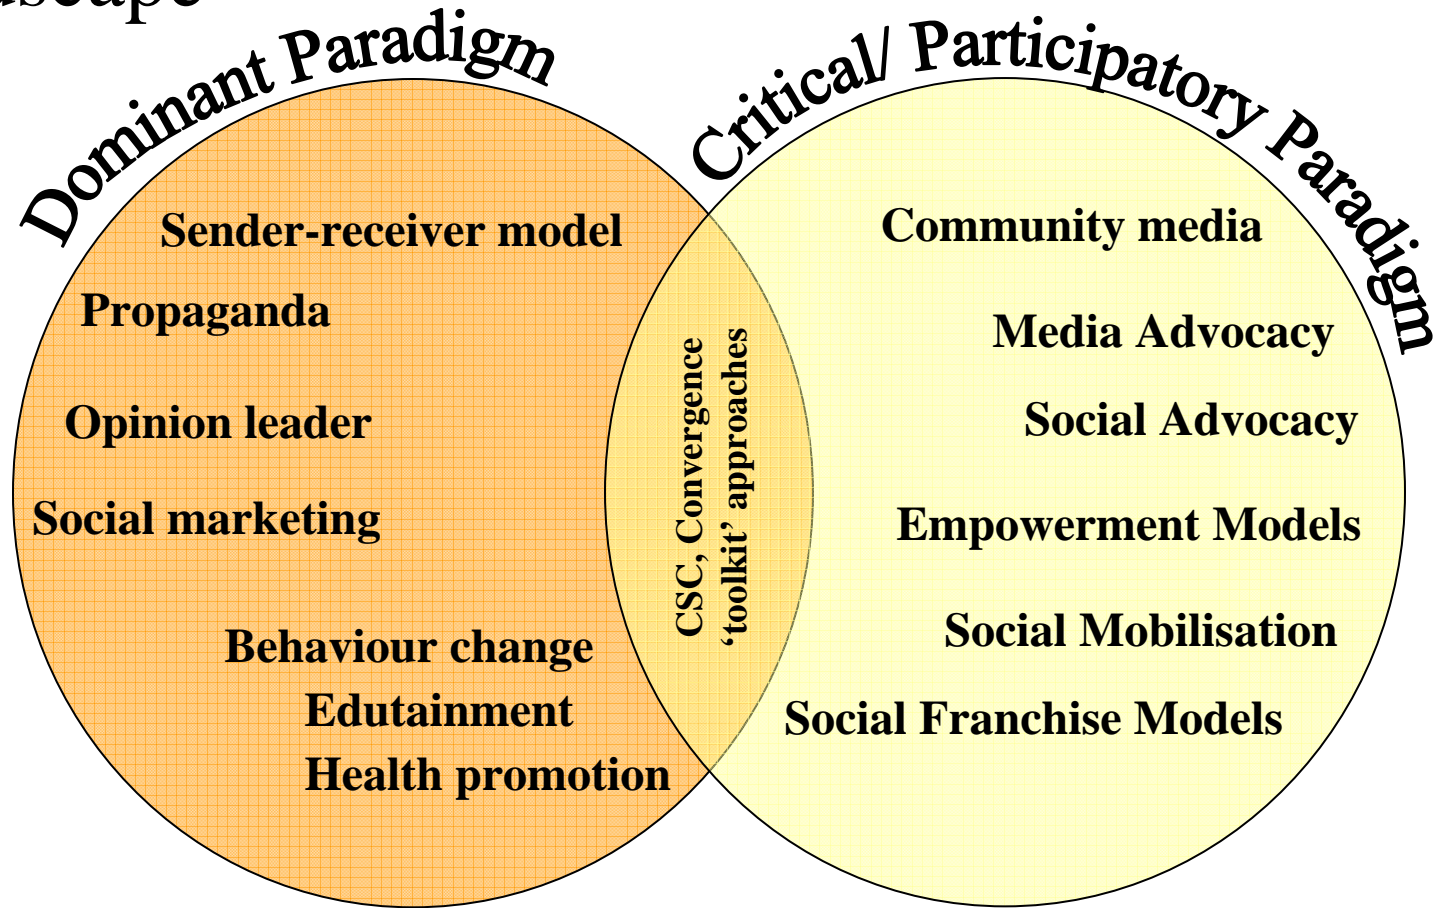 Dominant Paradigm
Sender-receiver model
Propaganda
Opinion leader
Social marketing
Behaviour change
Edutainment
Health promotion
CSC, Convergence
‘toolkit’ approaches
Critical/ Participatory Paradigm
Community media
Media Advocacy
Social Advocacy
Empowerment Models
Social Mobilisation
Social Franchise Models